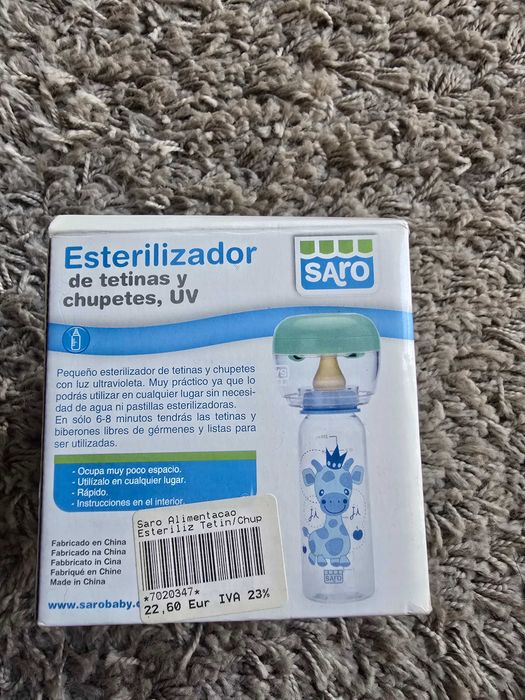 Esterilizador
de tetinas y
chupetes, UV
SARO
Pequeño esterilizador de tetinas y chupetes
con luz ultravioleta. Muy práctico ya que lo
podrás utilizar en cualquier lugar sin necesi-
dad de agua ni pastillas esterilizadoras.
En sólo 6-8 minutos tendrás las tetinas y
biberones libres de gérmenes y listas para
ser utilizadas.
- Ocupa muy poco espacio.
- Utilízalo en cualquier lugar.
- Rápido.
- Instrucciones en el interior.
Fabricado en China
Fabricado na China
Fabbricato in Cina
Fabriqué en Chine
Made in China
www.sarobaby.
Saro Alimentacao
Esteriliz Tetin/Chup
*7020347*
22,60 Eur IVA 23%
ji
ji
SARO